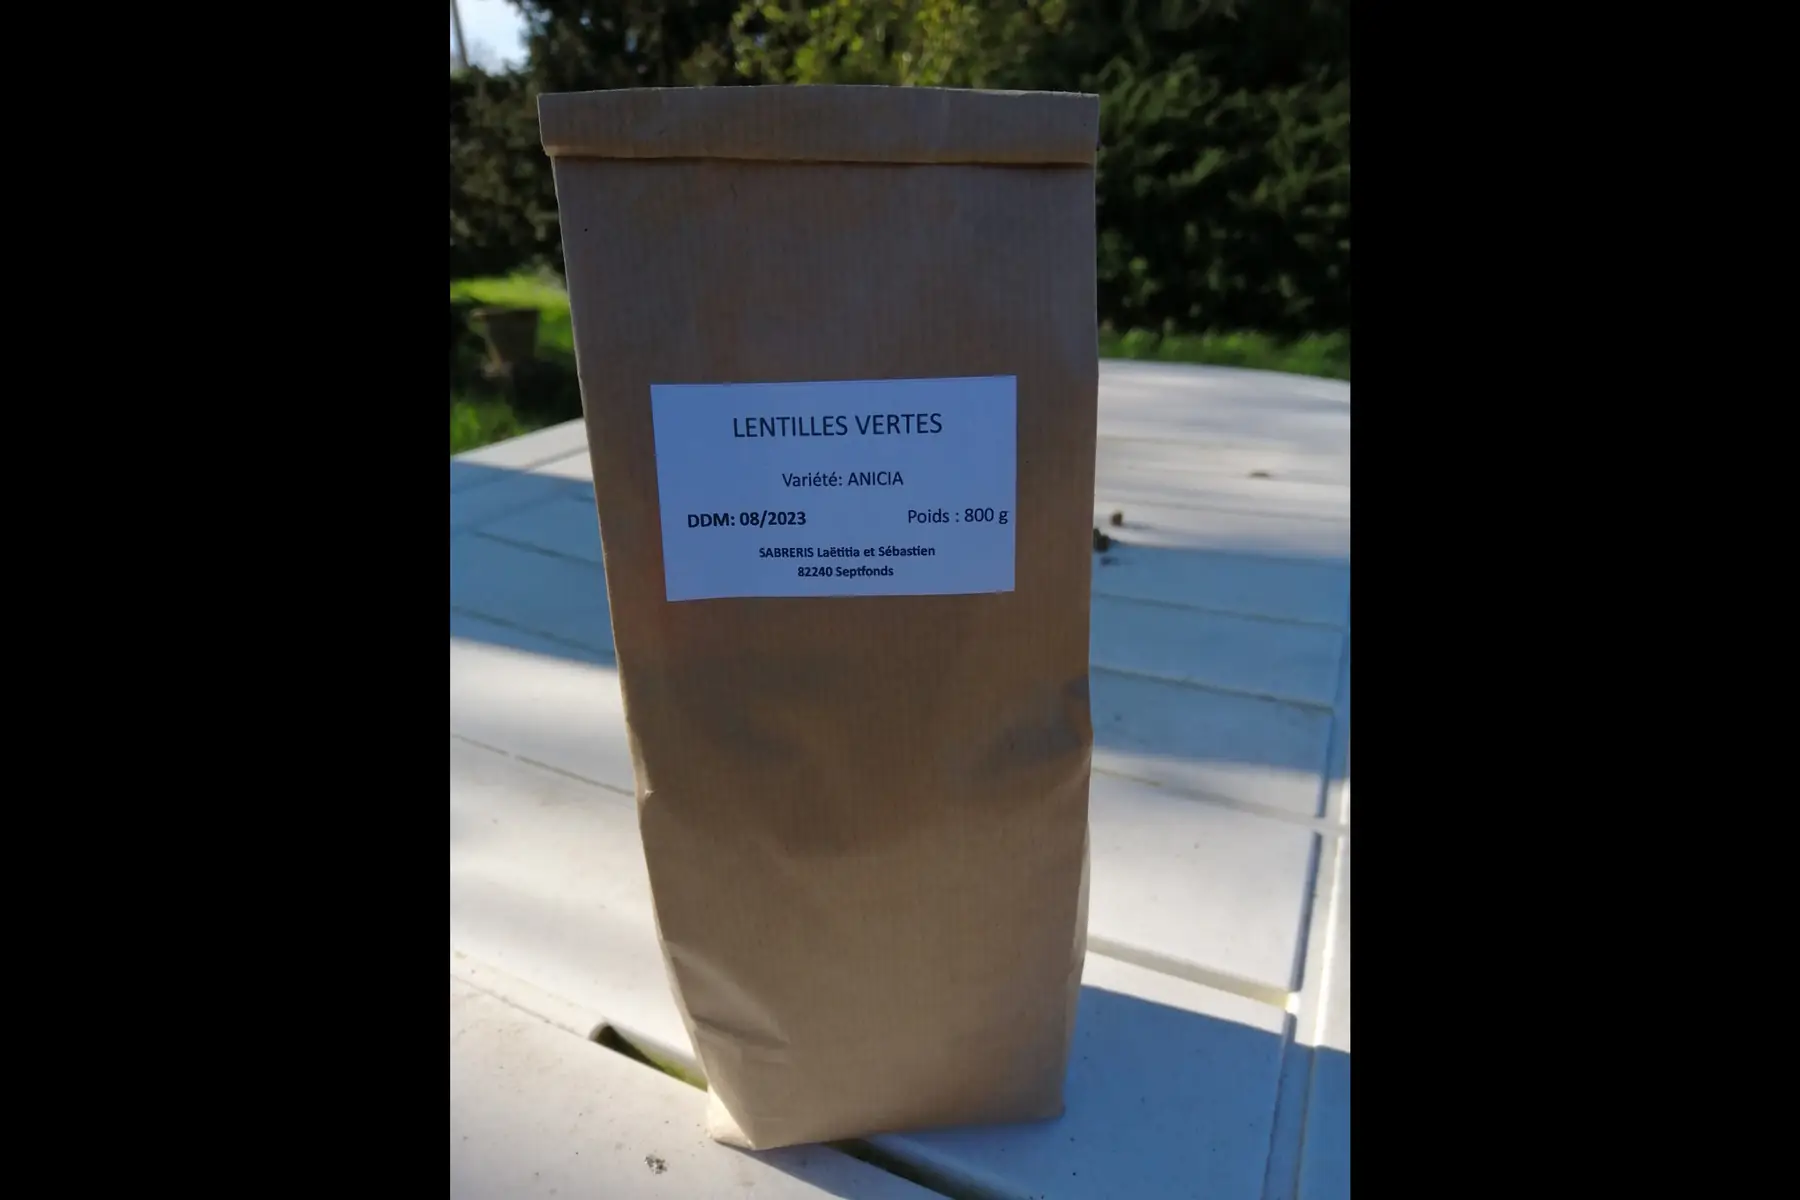 LENTILLES VERTES
Variété: ANICIA
DDM: 08/2023 Poids : 800 g
SABRERIS Laëtitia et Sébastien
82240 Septfonds